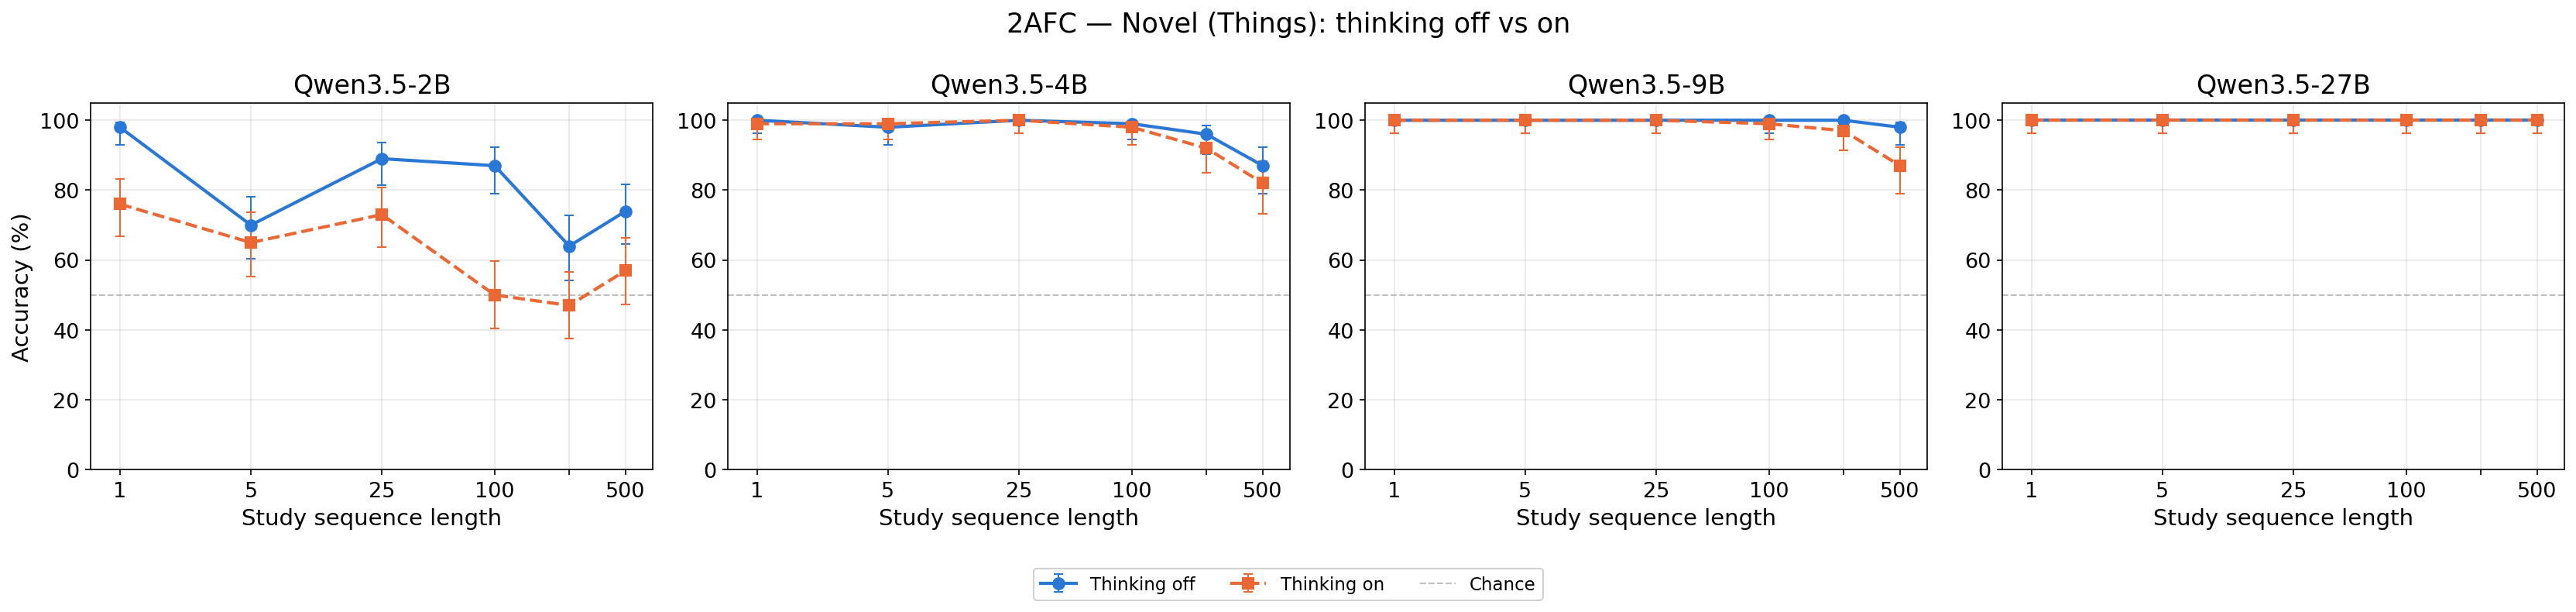 2AFC — Novel (Things): thinking off vs on
Qwen3.5-2B
Accuracy (%)
100
80
60
40
20
0
1 5 25 100 500
Study sequence length
Qwen3.5-4B
100
80
60
40
20
0
1 5 25 100 500
Study sequence length
Qwen3.5-9B
100
80
60
40
20
0
1 5 25 100 500
Study sequence length
Qwen3.5-27B
100
80
60
40
20
0
1 5 25 100 500
Study sequence length
Thinking off Thinking on Chance